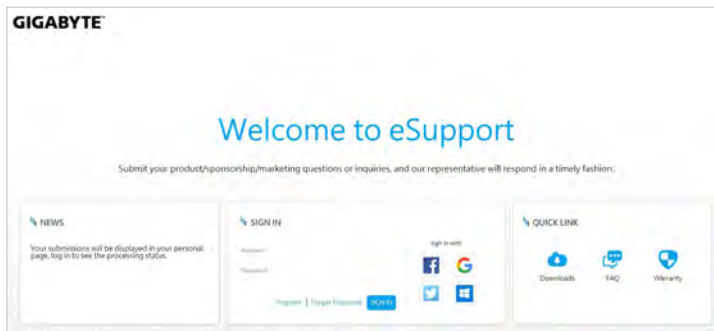 GIGABYTE™
Welcome to eSupport
Submit your product/sponsorship/marketing questions or inquiries, and our representative will respond in a timely fashion.
NEWS
Your submissions will be displayed in your personal
page, log in to see the processing status.
SIGN IN
Password
Register | Forget Password SIGN IN
sign in with
QUICK LINK
Downloads FAQ Warranty